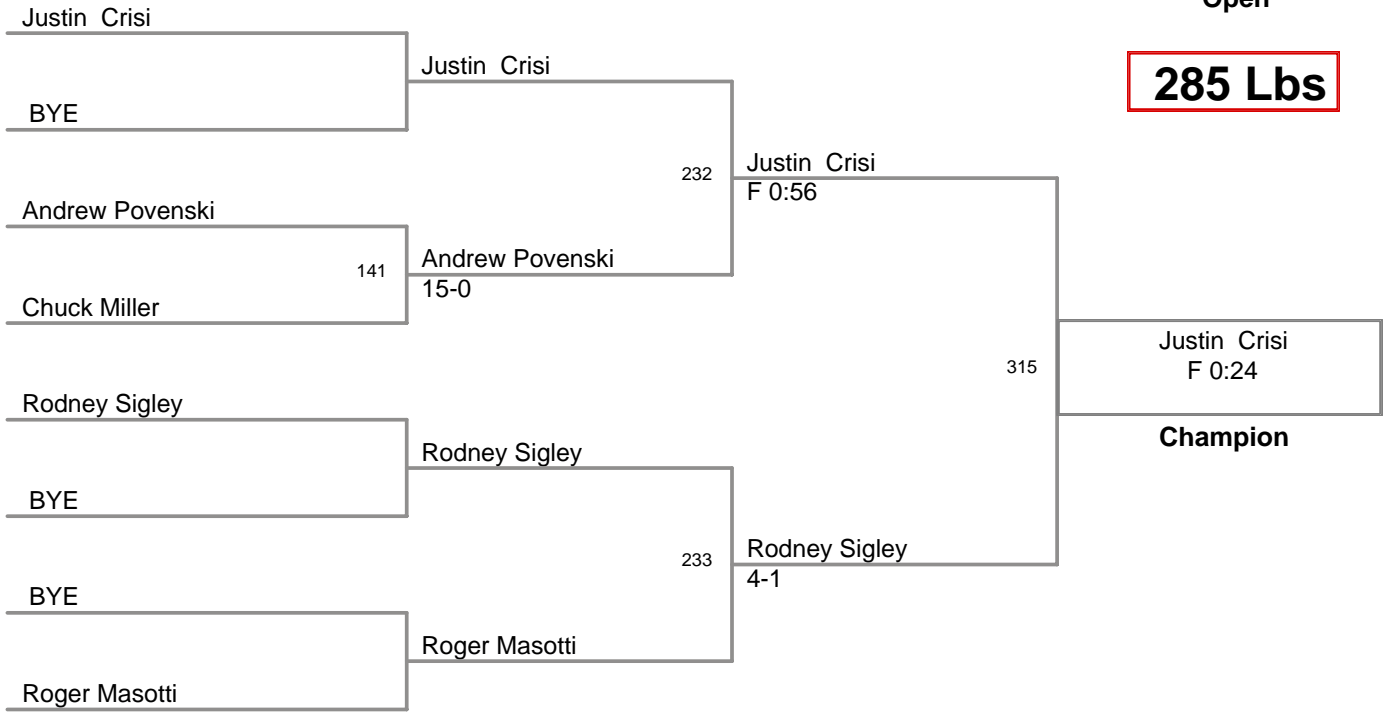 Open
285 Lbs
Justin  Crisi
BYE
Andrew Povenski
Chuck Miller
Rodney Sigley
BYE
BYE
Roger Masotti
141
Justin  Crisi
Andrew Povenski
15-0
Rodney Sigley
Roger Masotti
232
233
Justin  Crisi
F 0:56
Rodney Sigley
4-1
315
Justin  Crisi
F 0:24
Champion